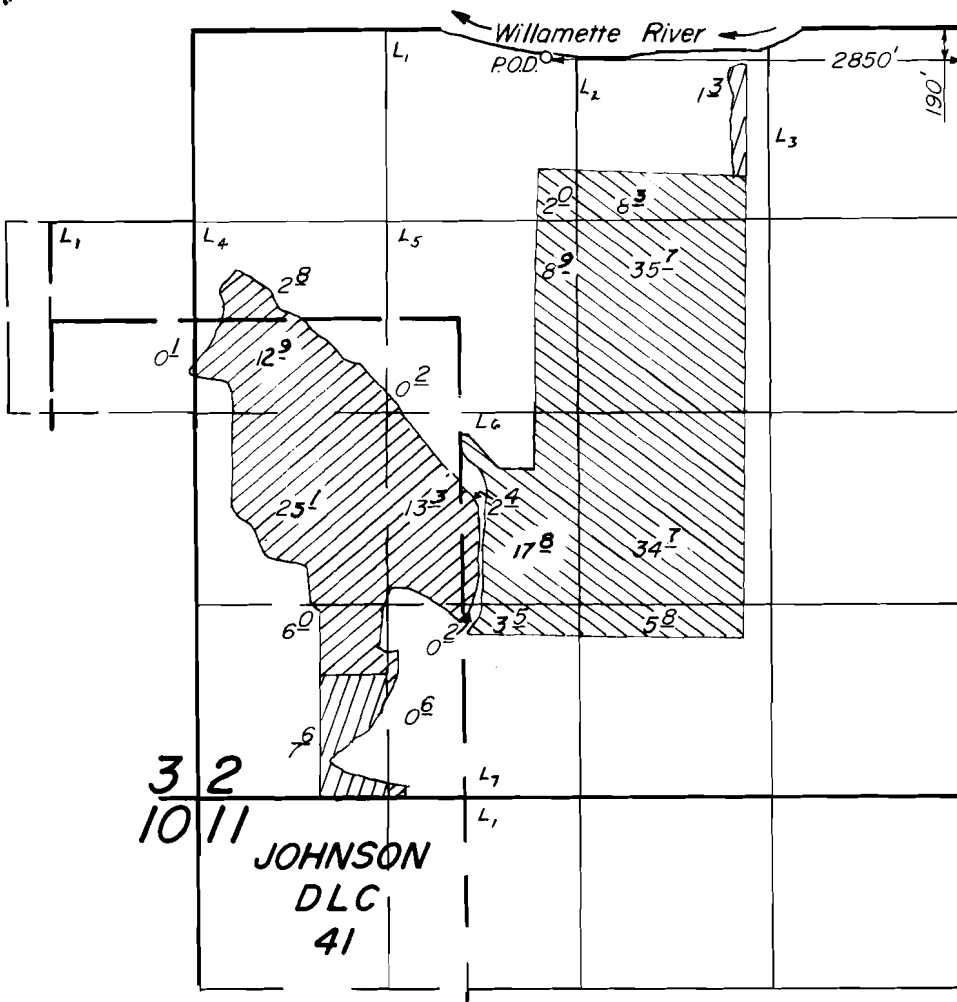 Willamette River
P.O.D.
2850'
190'
L₁
L₂
1 3
L₃
2 0
8 3
L₁
L₄
L₅
2 8
8 9
35 7
0 1
12 9
0 2
L₆
25 1
13 3
2 4
17 8
34 7
6 0
0 2
3 5
5 8
0 6
7 6
3 2
L₇
10 11
L₁
JOHNSON
DLC
41